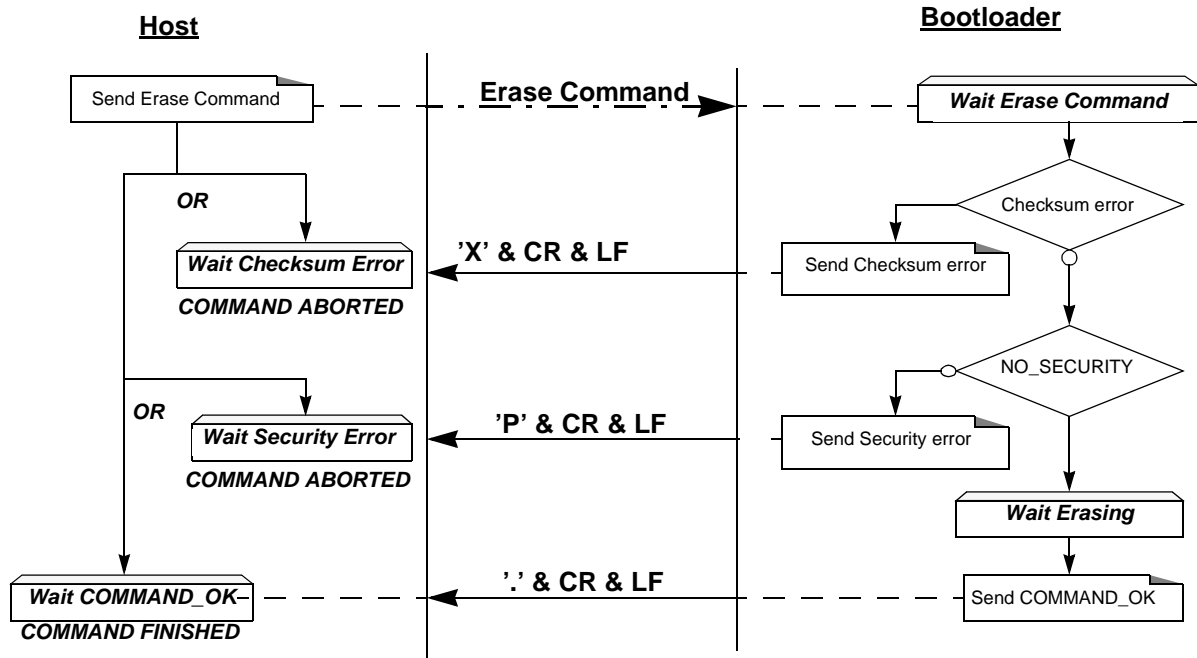 Host
Bootloader
Send Erase Command
Erase Command
Wait Erase Command
OR
Checksum error
Wait Checksum Error
'X' & CR & LF
Send Checksum error
COMMAND ABORTED
NO_SECURITY
OR
Wait Security Error
'P' & CR & LF
Send Security error
COMMAND ABORTED
Wait Erasing
Wait COMMAND_OK
'.' & CR & LF
Send COMMAND_OK
COMMAND FINISHED